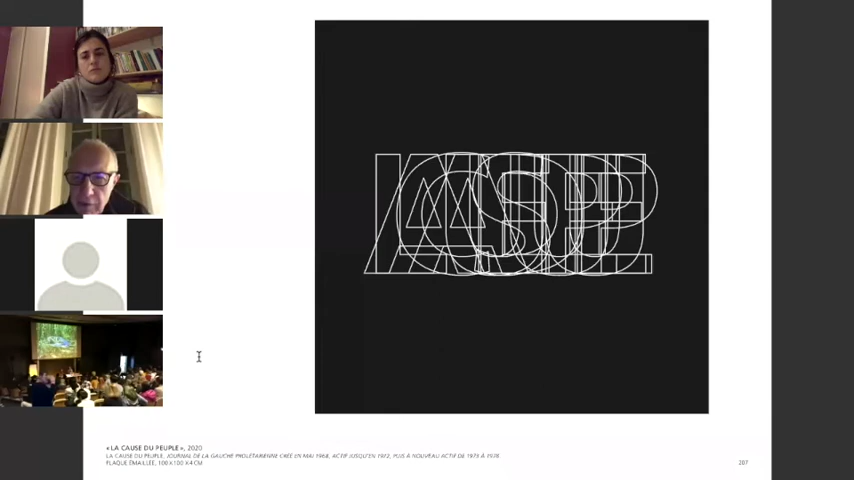 « LA CAUSE DU PEUPLE », 2020
LA CAUSE DU PEUPLE, JOURNAL DE LA GAUCHE PROLÉTARIENNE CRÉÉ EN MAI 1968, ACTIF JUSQU'EN 1972, PUIS À NOUVEAU ACTIF DE 1973 À 1978.
PLAQUE ÉMAILLÉE, 100 X 100 X 4 CM
207